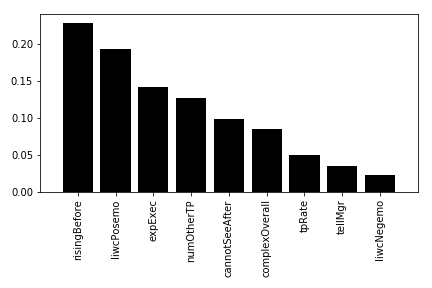 0.20
0.15
0.10
0.05
0.00
risingBefore
liwcPosemo
expExec
numOtherTP
cannotSeeAfter
complexOverall
tpRate
tellMgr
liwcNegemo